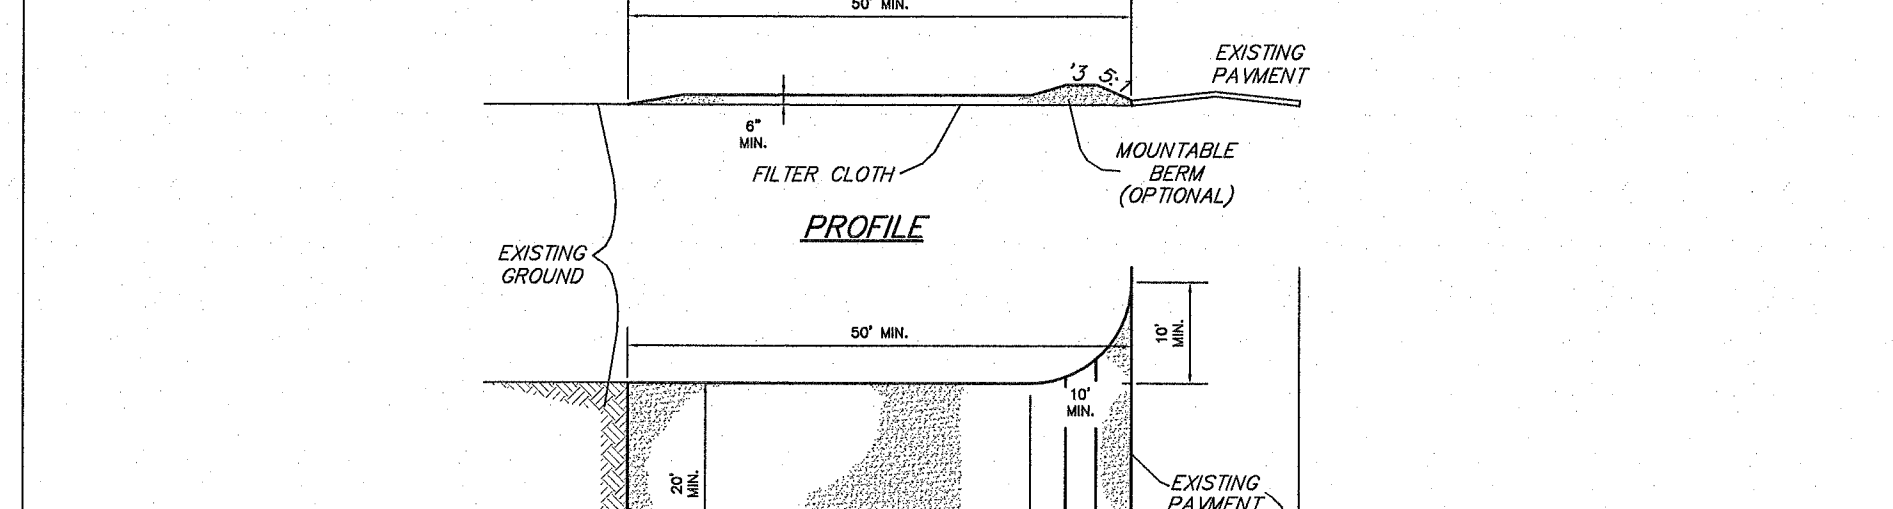 50' MIN.
EXISTING
PAVMENT
'3 5:1
6"
MIN.
FILTER CLOTH
MOUNTABLE
BERM
(OPTIONAL)
PROFILE
EXISTING
GROUND
50' MIN.
10'
MIN.
10'
MIN.
20'
MIN.
EXISTING
PAVMENT